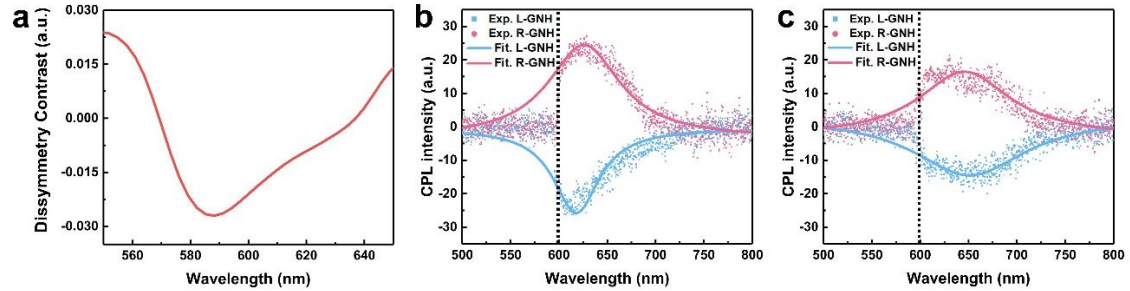 a
Dissymmetry Contrast (a.u.)
0.030
0.015
0.000
-0.015
-0.030
560 580 600 620 640
Wavelength (nm)
b
CPL intensity (a.u.)
30
20
10
0
-10
-20
-30
Exp. L-GNH
Exp. R-GNH
Fit. L-GNH
Fit. R-GNH
500 550 600 650 700 750 800
Wavelength (nm)
c
CPL intensity (a.u.)
30
20
10
0
-10
-20
-30
Exp. L-GNH
Exp. R-GNH
Fit. L-GNH
Fit. R-GNH
500 550 600 650 700 750 800
Wavelength (nm)